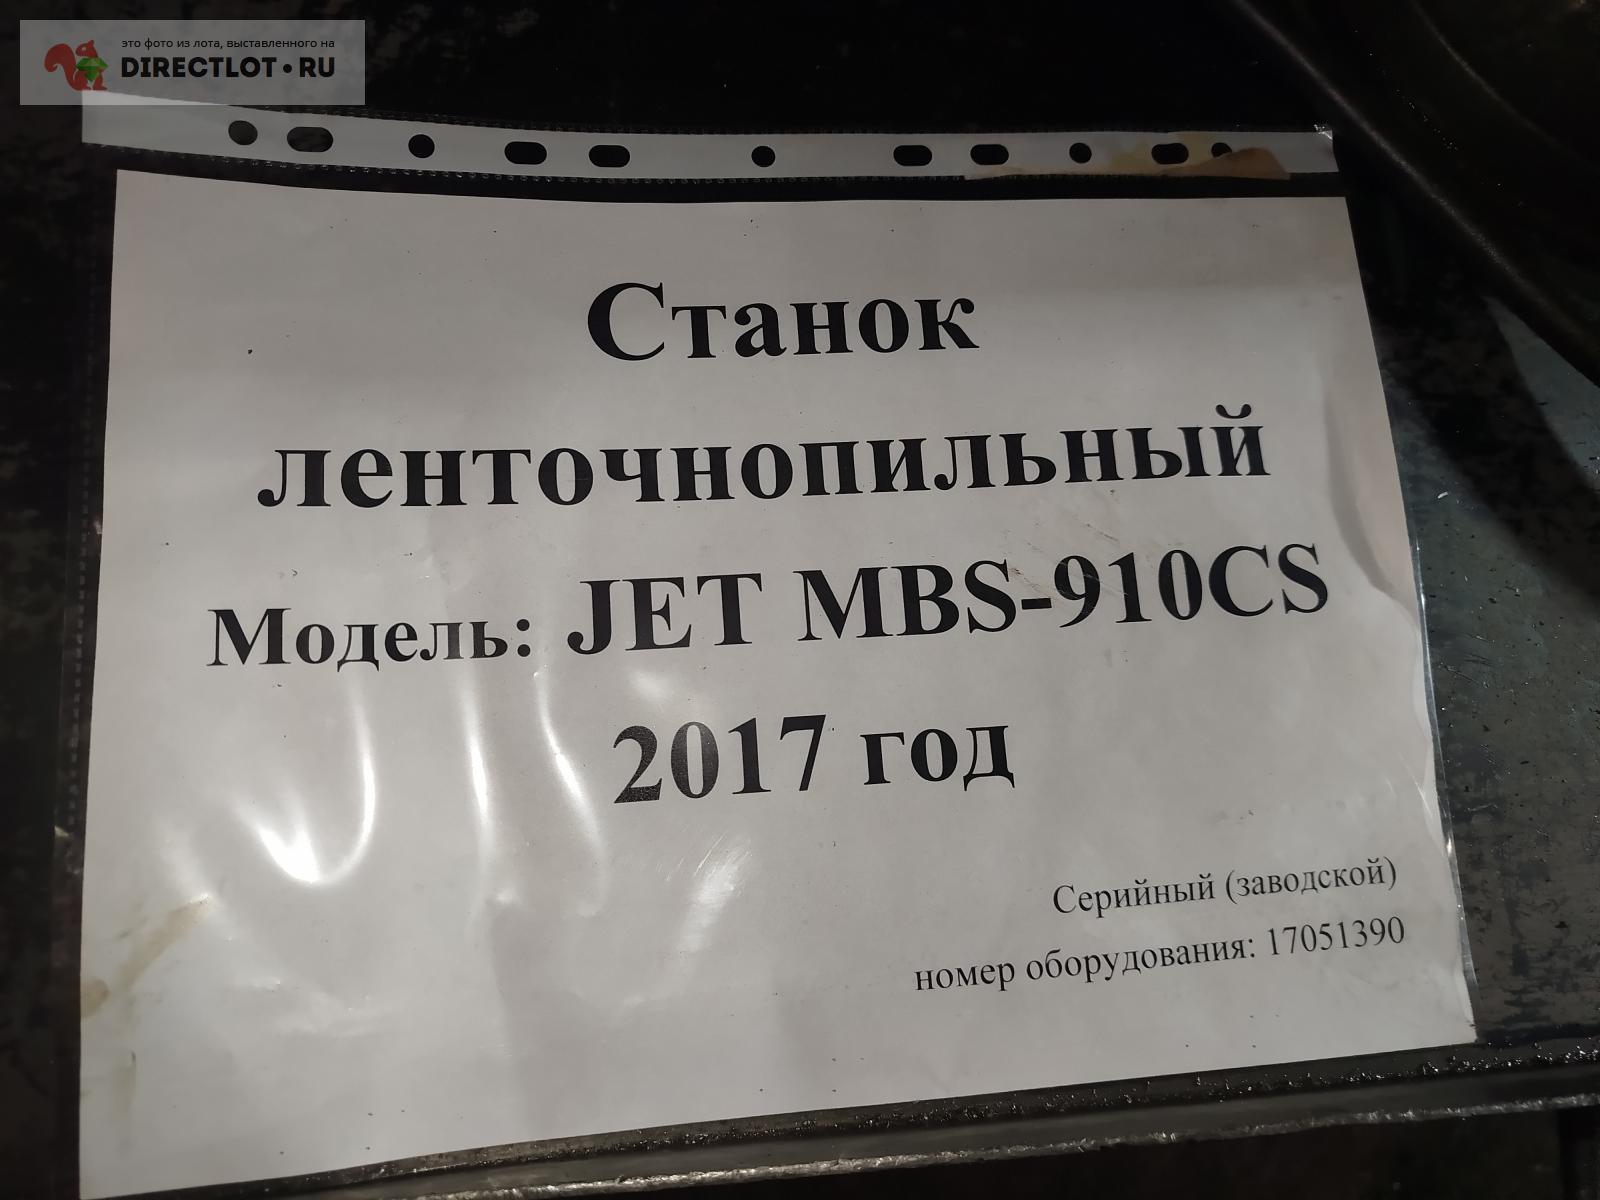 это фото из лота, выставленного на
DIRECTLOT•RU
Станок
ленточнопильный
Модель: JET MBS-910CS
2017 год
Серийный (заводской)
номер оборудования: 17051390